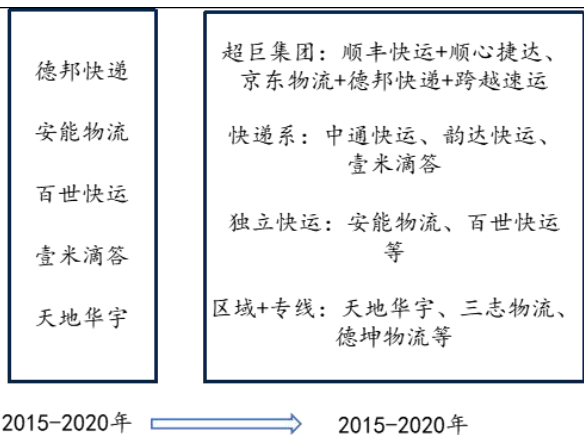 德邦快递
安能物流
百世快运
壹米滴答
天地华宇
超巨集团：顺丰快运+顺心捷达、
京东物流+德邦快递+跨越速运
快递系：中通快运、韵达快运、
壹米滴答
独立快运：安能物流、百世快运
等
区域+专线：天地华宇、三志物流、
德坤物流等
2015-2020年
2015-2020年